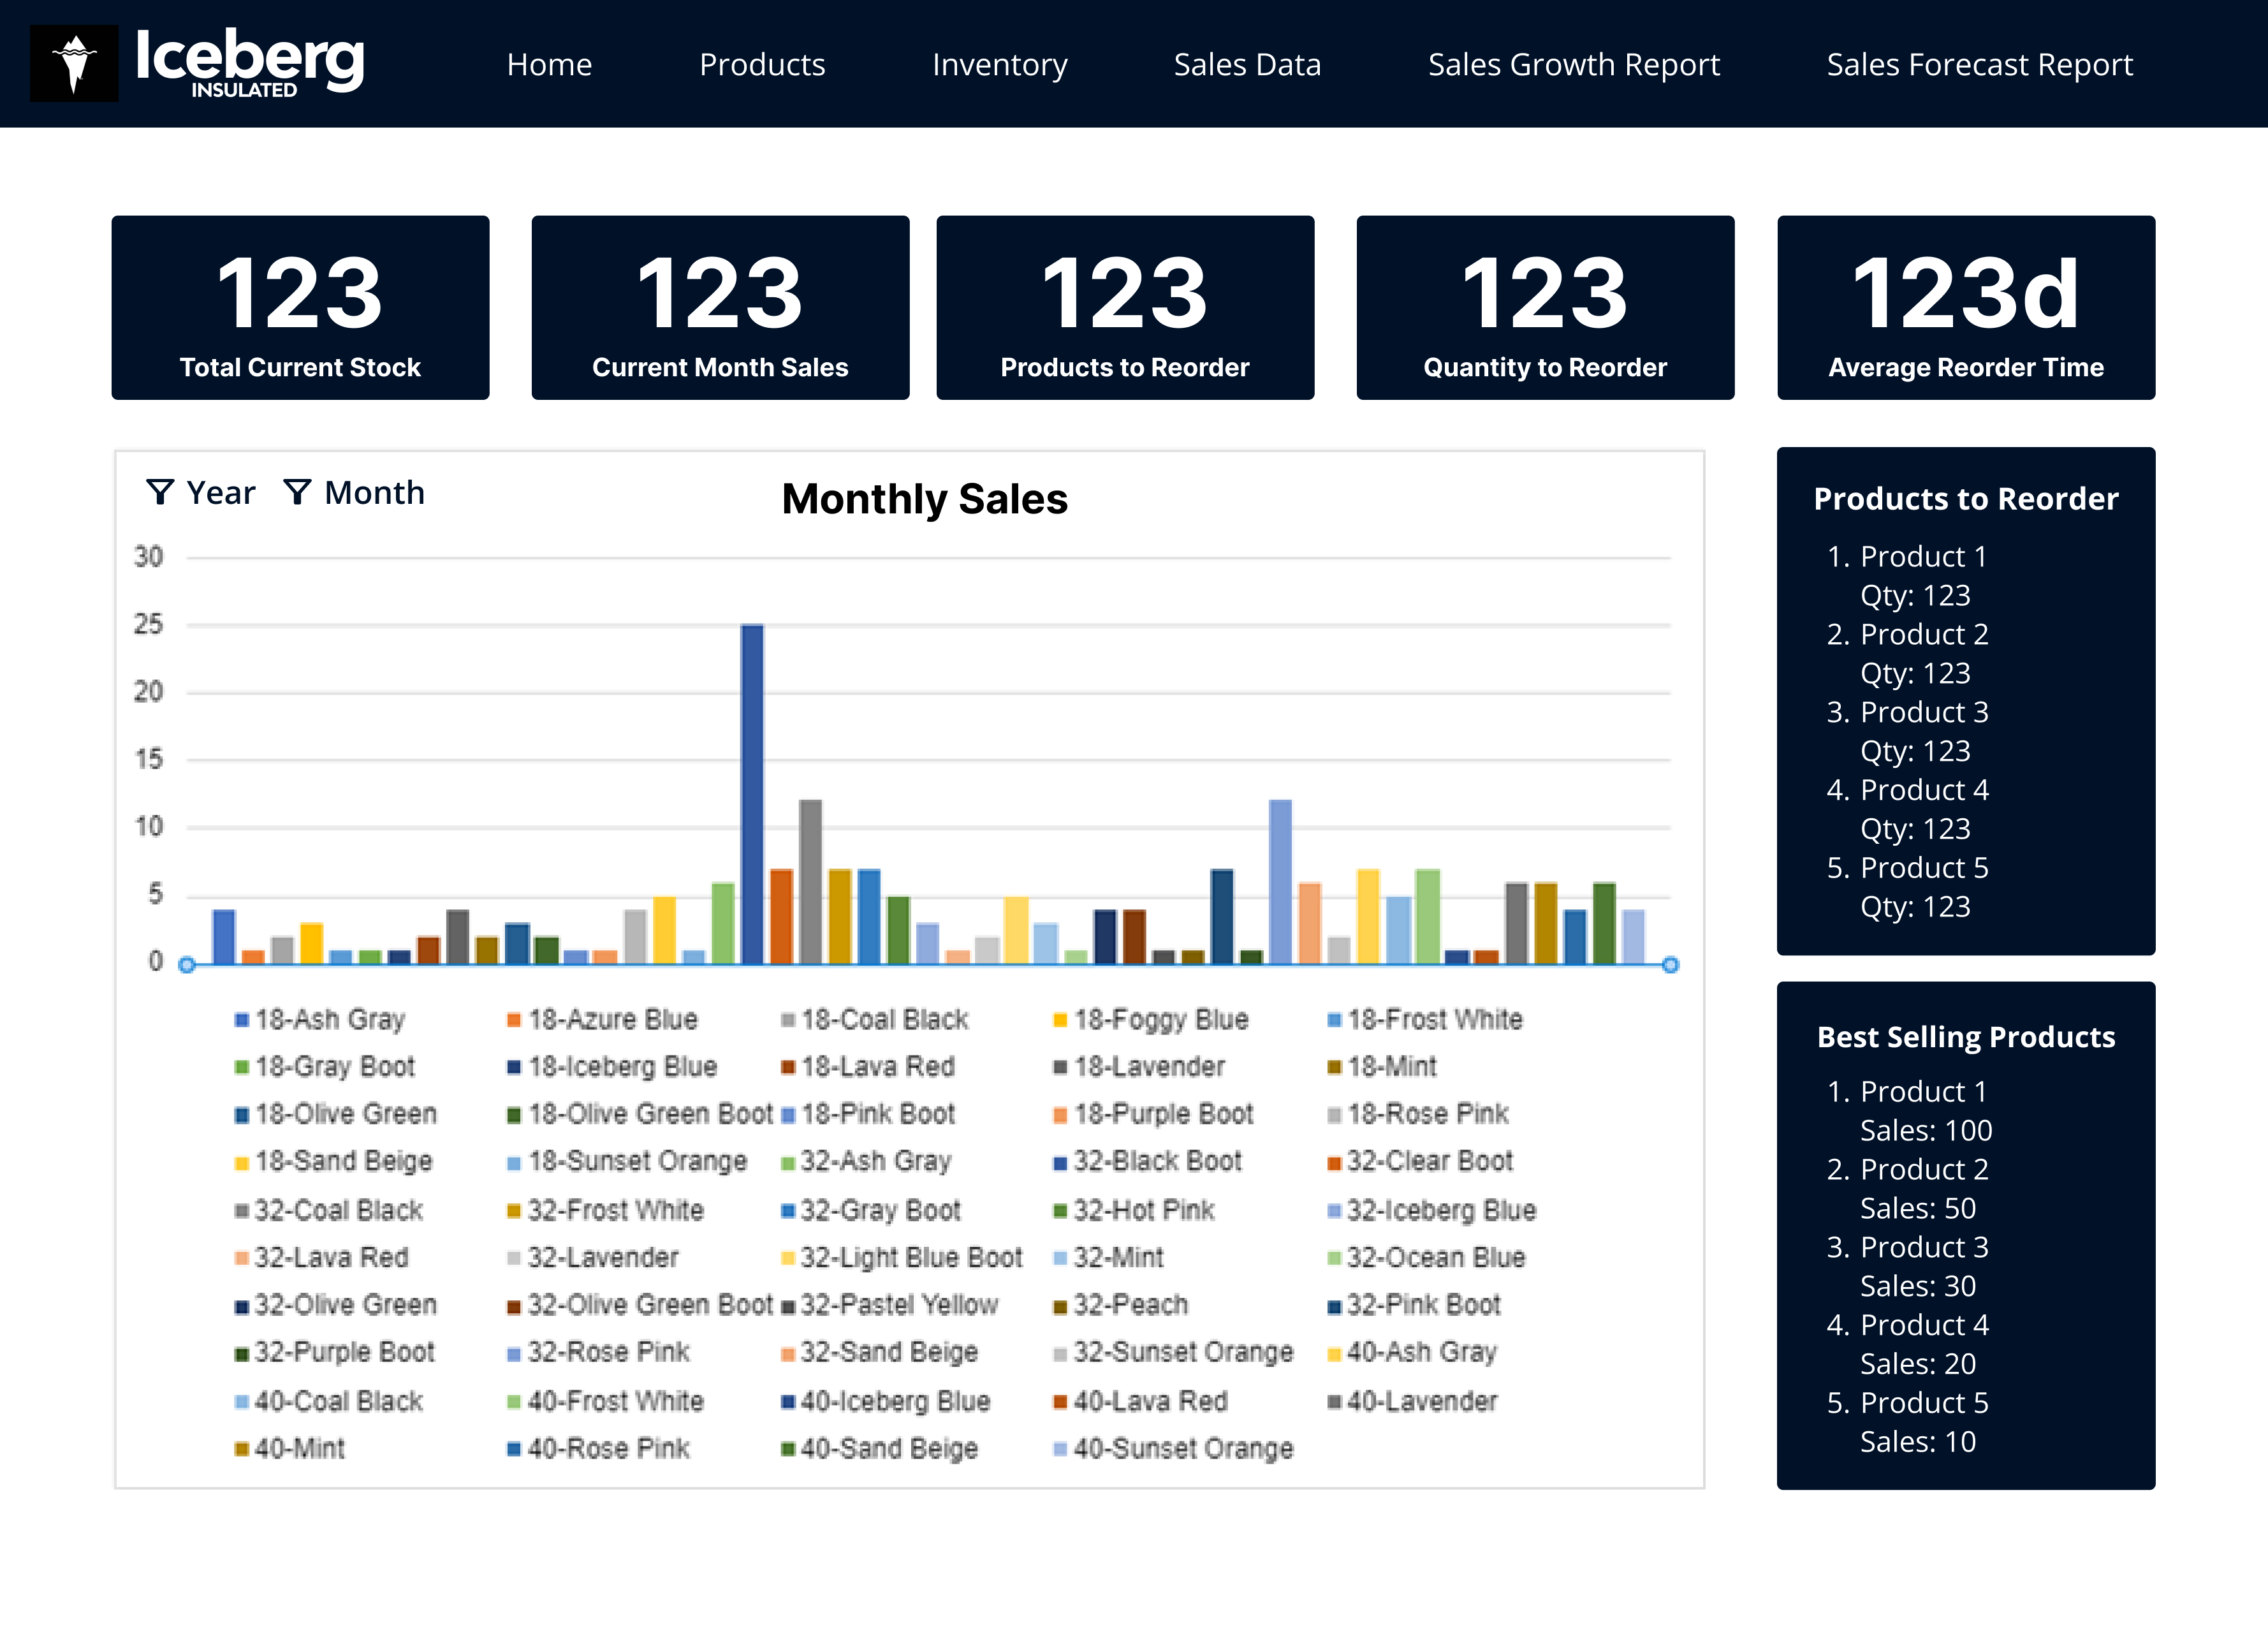 Iceberg
INSULATED
Home Products Inventory Sales Data Sales Growth Report Sales Forecast Report
123
Total Current Stock
123
Current Month Sales
123
Products to Reorder
123
Quantity to Reorder
123d
Average Reorder Time
Year Month
Monthly Sales
30
25
20
15
10
5
0
18-Ash Gray 18-Azure Blue 18-Coal Black 18-Foggy Blue 18-Frost White
18-Gray Boot 18-Iceberg Blue 18-Lava Red 18-Lavender 18-Mint
18-Olive Green 18-Olive Green Boot 18-Pink Boot 18-Purple Boot 18-Rose Pink
18-Sand Beige 18-Sunset Orange 32-Ash Gray 32-Black Boot 32-Clear Boot
32-Coal Black 32-Frost White 32-Gray Boot 32-Hot Pink 32-Iceberg Blue
32-Lava Red 32-Lavender 32-Light Blue Boot 32-Mint 32-Ocean Blue
32-Olive Green 32-Olive Green Boot 32-Pastel Yellow 32-Peach 32-Pink Boot
32-Purple Boot 32-Rose Pink 32-Sand Beige 32-Sunset Orange 40-Ash Gray
40-Coal Black 40-Frost White 40-Iceberg Blue 40-Lava Red 40-Lavender
40-Mint 40-Rose Pink 40-Sand Beige 40-Sunset Orange
Products to Reorder
1. Product 1
Qty: 123
2. Product 2
Qty: 123
3. Product 3
Qty: 123
4. Product 4
Qty: 123
5. Product 5
Qty: 123
Best Selling Products
1. Product 1
Sales: 100
2. Product 2
Sales: 50
3. Product 3
Sales: 30
4. Product 4
Sales: 20
5. Product 5
Sales: 10